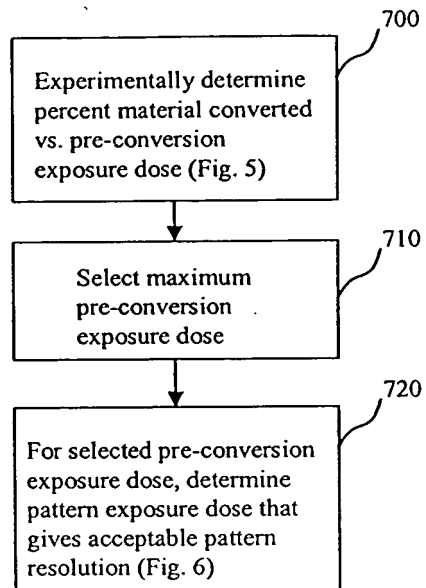 700
Experimentally determine
percent material converted
vs. pre-conversion
exposure dose (Fig. 5)
710
Select maximum
pre-conversion
exposure dose
720
For selected pre-conversion
exposure dose, determine
pattern exposure dose that
gives acceptable pattern
resolution (Fig. 6)